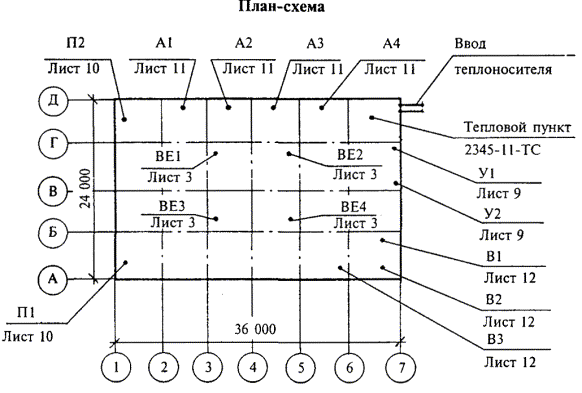 План-схема
П2 А1 А2 А3 А4 Ввод
Лист 10 Лист 11 Лист 11 Лист 11 Лист 11 теплоносителя
Д
Тепловой пункт
Г
2345-11-ТС
ВЕ1 ВЕ2
Лист 3 Лист 3
У1
В
Лист 9
24 000
ВЕ3 ВЕ4
Лист 3 Лист 3
У2
Б
Лист 9
В1
А
Лист 12
В2
П1
Лист 12
Лист 10
36 000
В3
Лист 12
1 2 3 4 5 6 7